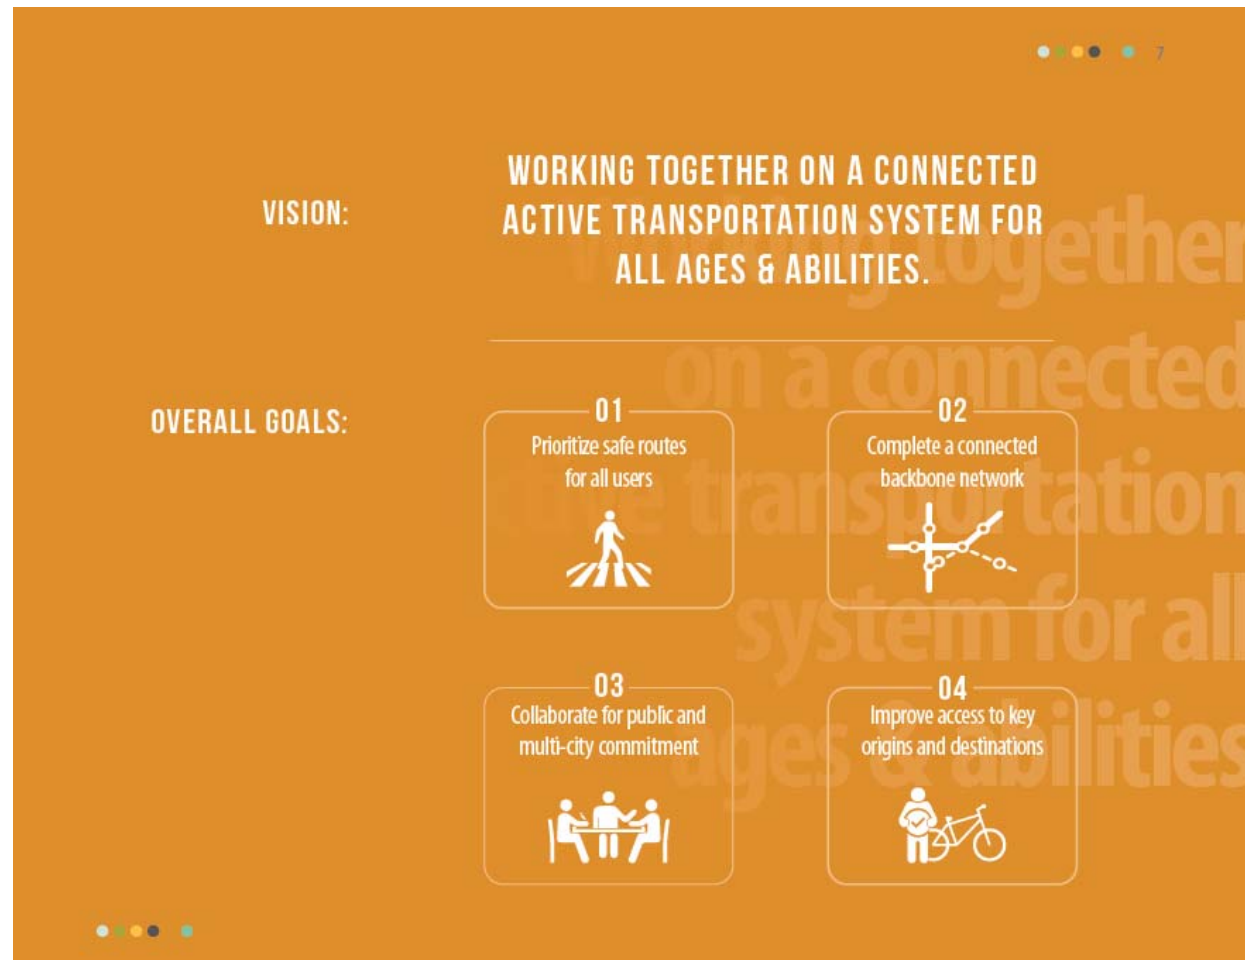 7
VISION:
WORKING TOGETHER ON A CONNECTED
ACTIVE TRANSPORTATION SYSTEM FOR
ALL AGES & ABILITIES.
Working together
on a connected
active transportation
system for all
ages & abilities
OVERALL GOALS:
01
Prioritize safe routes
for all users
02
Complete a connected
backbone network
03
Collaborate for public and
multi-city commitment
04
Improve access to key
origins and destinations